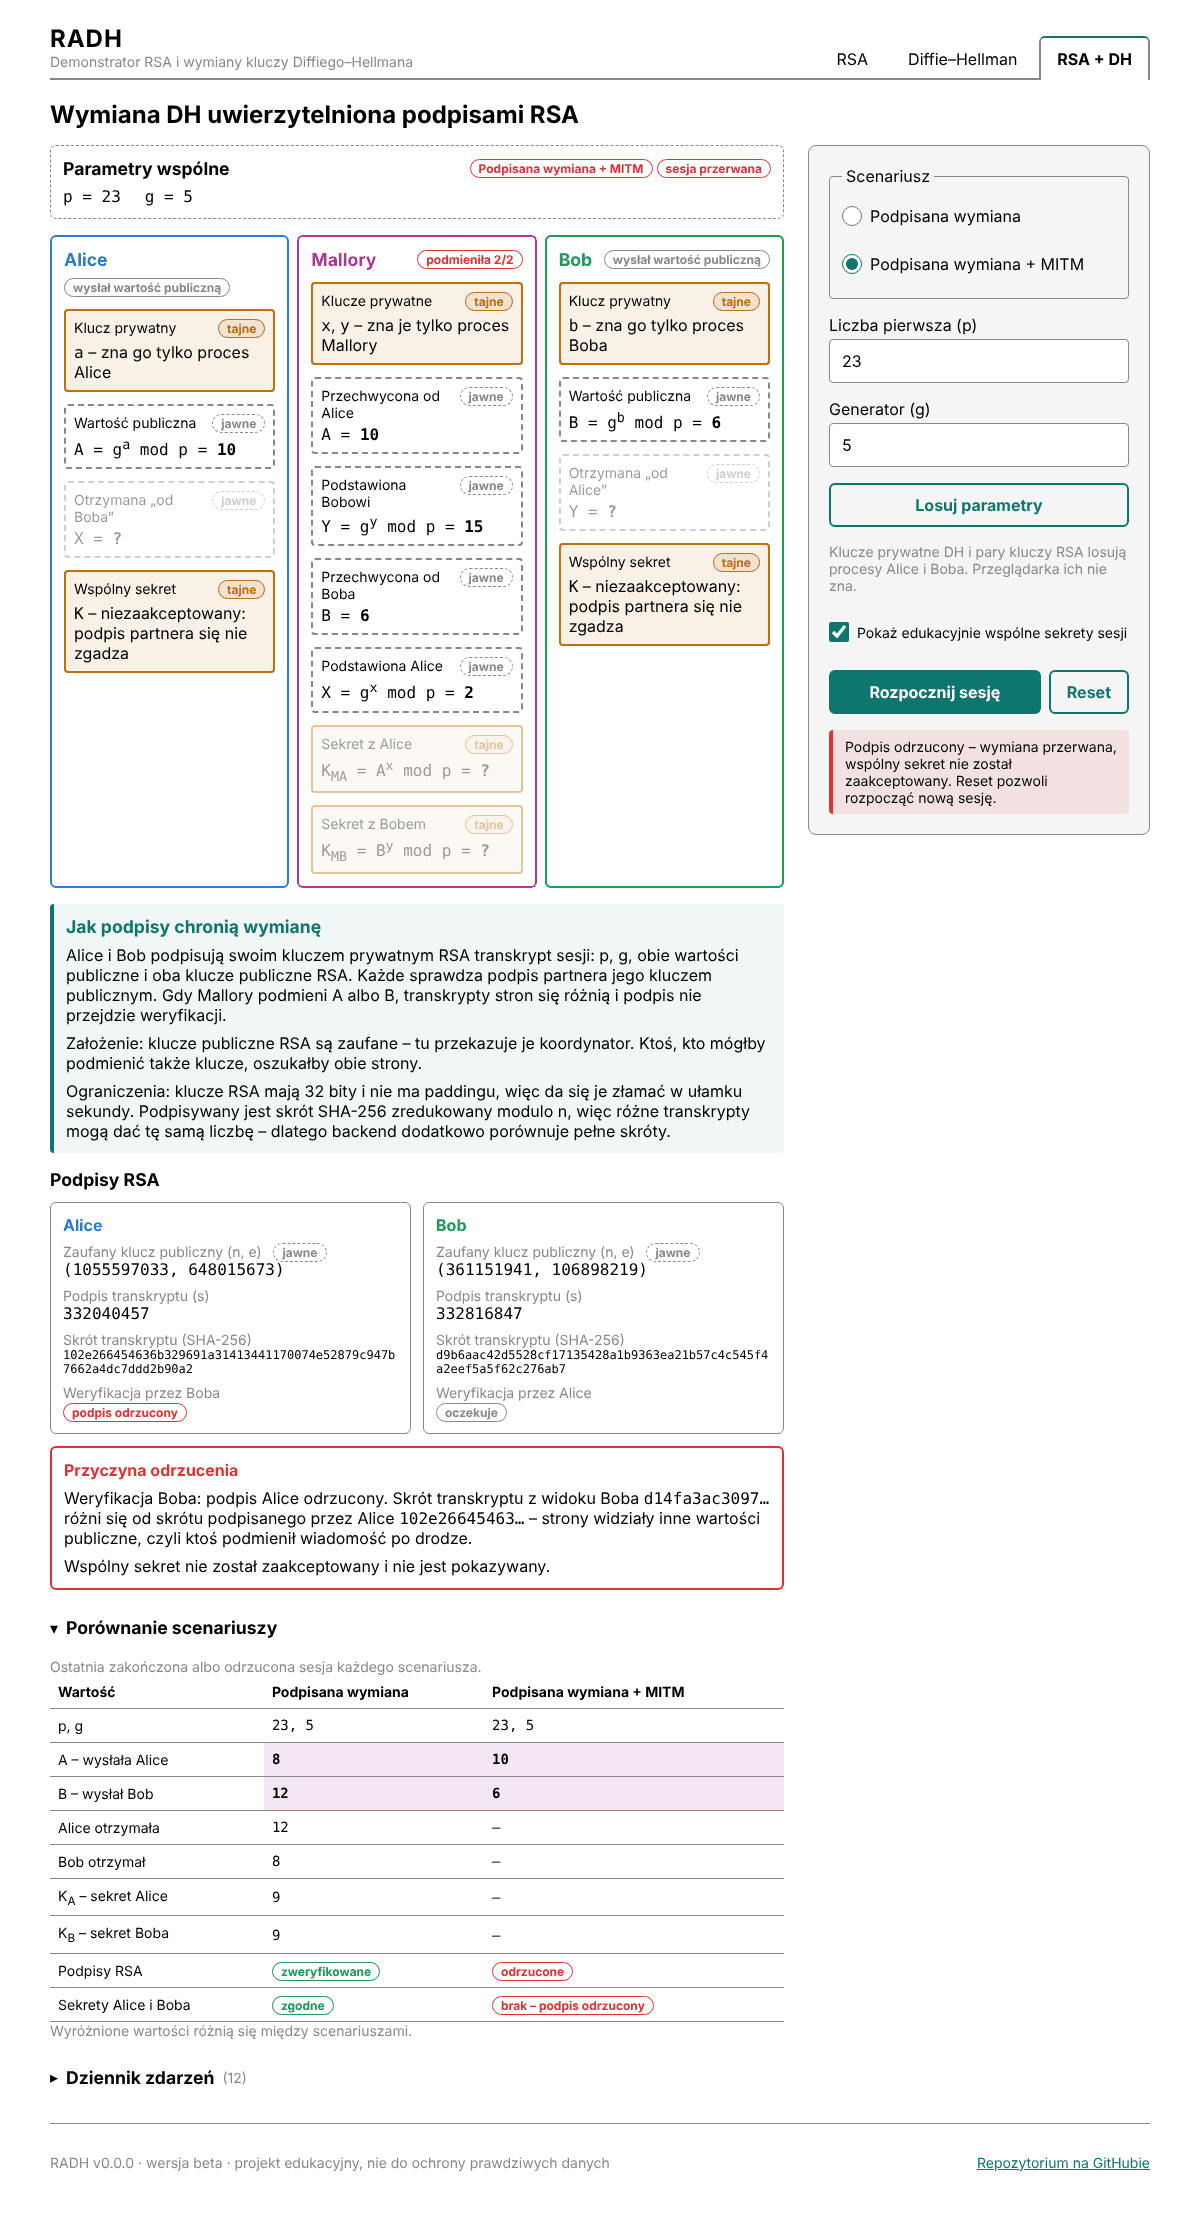 RADH
Demonstrator RSA i wymiany kluczy Diffiego–Hellmana
RSA
Diffie–Hellman
RSA + DH
Wymiana DH uwierzytelniona podpisami RSA
Parametry wspólne
Podpisana wymiana + MITM
sesja przerwana
p = 23 g = 5
Alice
wysłał wartość publiczną
Klucz prywatny
tajne
a – zna go tylko proces
Alice
Wartość publiczna
jawne
A = g^a mod p = 10
Otrzymana „od
Boba”
jawne
X = ?
Wspólny sekret
tajne
K – niezaakceptowany:
podpis partnera się nie
zgadza
Mallory
podmieniła 2/2
Klucze prywatne
tajne
x, y – zna je tylko proces
Mallory
Przechwycona od
Alice
jawne
A = 10
Podstawiona
Bobowi
jawne
Y = g^y mod p = 15
Przechwycona od
Boba
jawne
B = 6
Podstawiona Alice
jawne
X = g^x mod p = 2
Sekret z Alice
tajne
K_MA = A^x mod p = ?
Sekret z Bobem
tajne
K_MB = B^y mod p = ?
Bob
wysłał wartość publiczną
Klucz prywatny
tajne
b – zna go tylko proces
Boba
Wartość publiczna
jawne
B = g^b mod p = 6
Otrzymana „od
Alice”
jawne
Y = ?
Wspólny sekret
tajne
K – niezaakceptowany:
podpis partnera się nie
zgadza
Scenariusz
Podpisana wymiana
Podpisana wymiana + MITM
Liczba pierwsza (p)
23
Generator (g)
5
Losuj parametry
Klucze prywatne DH i pary kluczy RSA losują
procesy Alice i Boba. Przeglądarka ich nie
zna.
Pokaż edukacyjnie wspólne sekrety sesji
Rozpocznij sesję
Reset
Podpis odrzucony – wymiana przerwana,
wspólny sekret nie został
zaakceptowany. Reset pozwoli
rozpocząć nową sesję.
Jak podpisy chronią wymianę
Alice i Bob podpisują swoim kluczem prywatnym RSA transkrypt sesji: p, g, obie wartości
publiczne i oba klucze publiczne RSA. Każde sprawdza podpis partnera jego kluczem
publicznym. Gdy Mallory podmieni A albo B, transkrypty stron się różnią i podpis nie
przejdzie weryfikacji.
Założenie: klucze publiczne RSA są zaufane – tu przekazuje je koordynator. Ktoś, kto mógłby
podmienić także klucze, oszukałby obie strony.
Ograniczenia: klucze RSA mają 32 bity i nie ma paddingu, więc da się je złamać w ułamku
sekundy. Podpisywany jest skrót SHA-256 zredukowany modulo n, więc różne transkrypty
mogą dać tę samą liczbę – dlatego backend dodatkowo porównuje pełne skróty.
Podpisy RSA
Alice
Zaufany klucz publiczny (n, e) jawne
(1055597033, 648015673)
Podpis transkryptu (s)
332040457
Skrót transkryptu (SHA-256)
102e266454636b329691a31413441170074e52879c947b
7662a4dc7ddd2b90a2
Weryfikacja przez Boba
podpis odrzucony
Bob
Zaufany klucz publiczny (n, e) jawne
(361151941, 106898219)
Podpis transkryptu (s)
332816847
Skrót transkryptu (SHA-256)
d9b6aac42d5528cf17135428a1b9363ea21b57c4c545f4
a2eef5a5f62c276ab7
Weryfikacja przez Alice
oczekuje
Przyczyna odrzucenia
Weryfikacja Boba: podpis Alice odrzucony. Skrót transkryptu z widoku Boba d14fa3ac3097…
różni się od skrótu podpisanego przez Alice 102e26645463… – strony widziały inne wartości
publiczne, czyli ktoś podmienił wiadomość po drodze.
Wspólny sekret nie został zaakceptowany i nie jest pokazywany.
▾ Porównanie scenariuszy
Ostatnia zakończona albo odrzucona sesja każdego scenariusza.
Wartość Podpisana wymiana Podpisana wymiana + MITM
p, g 23, 5 23, 5
A – wysłała Alice 8 10
B – wysłał Bob 12 6
Alice otrzymała 12 —
Bob otrzymał 8 —
K_A – sekret Alice 9 —
K_B – sekret Boba 9 —
Podpisy RSA zweryfikowane odrzucone
Sekrety Alice i Boba zgodne brak – podpis odrzucony
Wyróżnione wartości różnią się między scenariuszami.
▸ Dziennik zdarzeń (12)
RADH v0.0.0 · wersja beta · projekt edukacyjny, nie do ochrony prawdziwych danych
Repozytorium na GitHubie